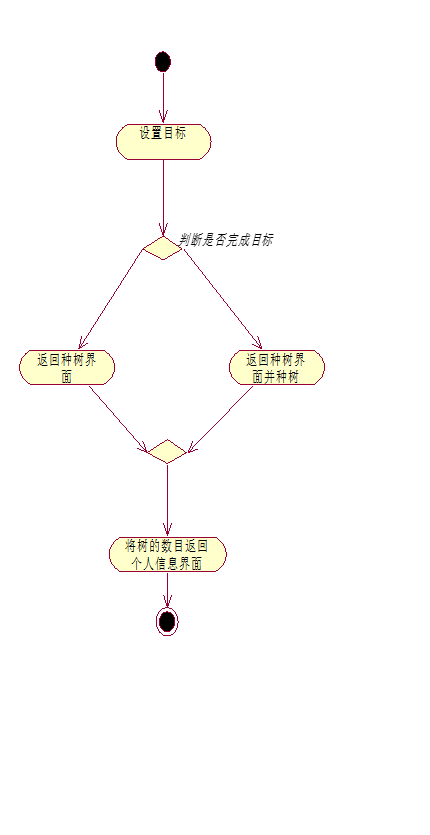 设置目标
判断是否完成目标
返回种树界
面
返回种树界
面并种树
将树的数目返回
个人信息界面